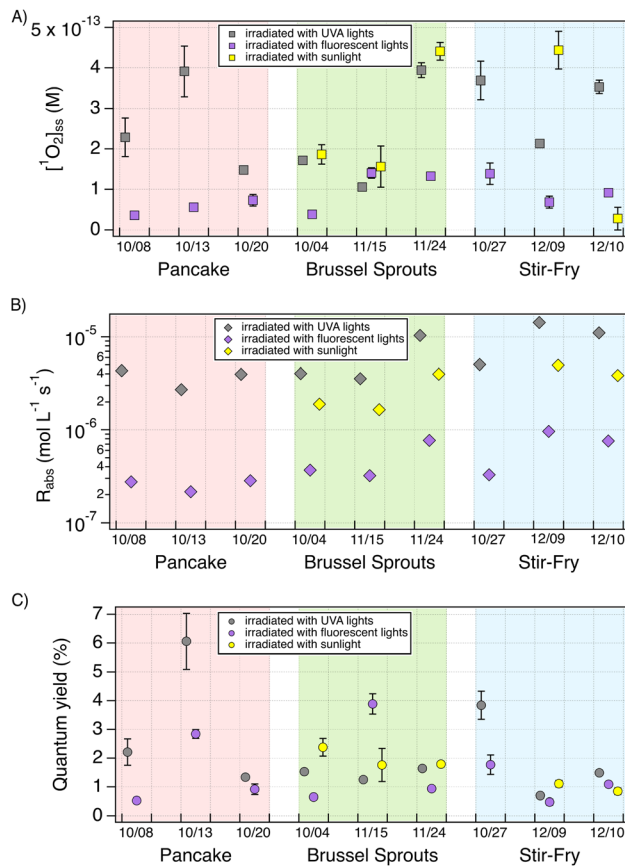 A)
5 x 10⁻¹³
4
3
2
1
0
[¹O₂]ss (M)
irradiated with UVA lights
irradiated with fluorescent lights
irradiated with sunlight
10/08 10/13 10/20 10/04 11/15 11/24 10/27 12/09 12/10
Pancake Brussel Sprouts Stir-Fry
B)
10⁻⁵
8
6
4
2
10⁻⁶
8
6
4
2
10⁻⁷
Rabs (mol L⁻¹ s⁻¹)
irradiated with UVA lights
irradiated with fluorescent lights
irradiated with sunlight
10/08 10/13 10/20 10/04 11/15 11/24 10/27 12/09 12/10
Pancake Brussel Sprouts Stir-Fry
C)
7
6
5
4
3
2
1
0
Quantum yield (%)
irradiated with UVA lights
irradiated with fluorescent lights
irradiated with sunlight
10/08 10/13 10/20 10/04 11/15 11/24 10/27 12/09 12/10
Pancake Brussel Sprouts Stir-Fry